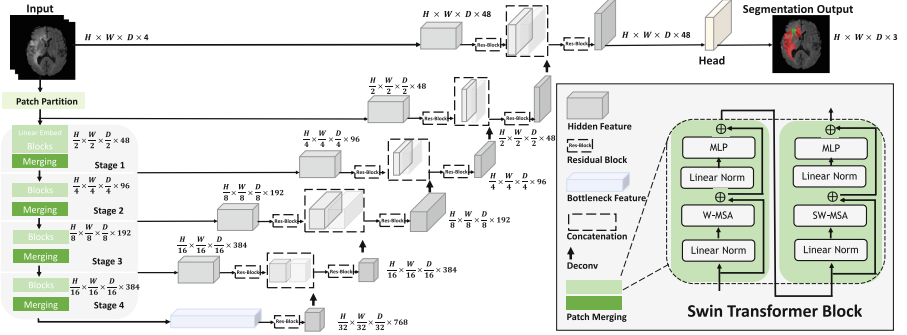 Input
Segmentation Output
H × W × D × 4
H × W × D × 48
Res-Block
Res-Block
H × W × D × 48
Head
H × W × D × 3
Patch Partition
H/2 × W/2 × D/2 × 48
Res-Block
Res-Block
H/2 × W/2 × D/2 × 48
Linear Embed
Blocks
Merging
H/2 × W/2 × D/2 × 48
Stage 1
H/4 × W/4 × D/4 × 96
Res-Block
Res-Block
H/4 × W/4 × D/4 × 96
Blocks
Merging
H/4 × W/4 × D/4 × 96
Stage 2
H/8 × W/8 × D/8 × 192
Res-Block
Res-Block
H/8 × W/8 × D/8 × 192
Blocks
Merging
H/8 × W/8 × D/8 × 192
Stage 3
H/16 × W/16 × D/16 × 384
Res-Block
Res-Block
H/16 × W/16 × D/16 × 384
Blocks
Merging
H/16 × W/16 × D/16 × 384
Stage 4
Res-Block
H/32 × W/32 × D/32 × 768
Hidden Feature
Res-Block
Residual Block
Bottleneck Feature
Concatenation
Deconv
Patch Merging
MLP
Linear Norm
W-MSA
Linear Norm
MLP
Linear Norm
SW-MSA
Linear Norm
Swin Transformer Block